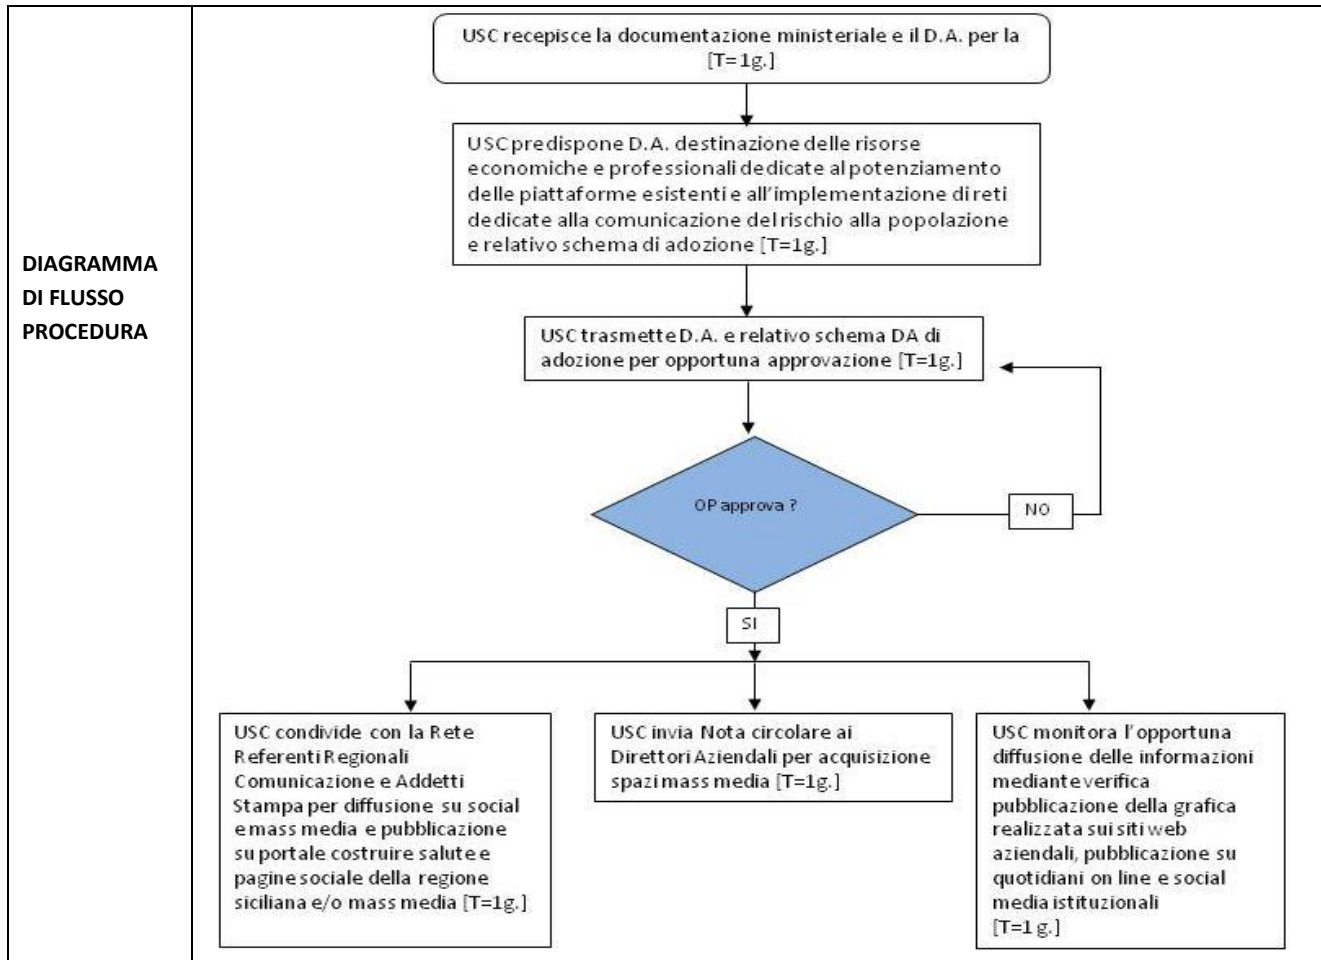 DIAGRAMMA
DI FLUSSO
PROCEDURA
USC recepisce la documentazione ministeriale e il D.A. per la
[T= 1g.]
USC predispone D.A. destinazione delle risorse
economiche e professionali dedicate al potenziamento
delle piattaforme esistenti e all'implementazione di reti
dedicate alla comunicazione del rischio alla popolazione
e relativo schema di adozione [T=1g.]
USC trasmette D.A. e relativo schema DA di
adozione per opportuna approvazione [T=1g.]
OP approva ?
NO
SI
USC condivide con la Rete
Referenti Regionali
Comunicazione e Addetti
Stampa per diffusione su social
e mass media e pubblicazione
su portale costruire salute e
pagine sociale della regione
siciliana e/o mass media [T=1g.]
USC invia Nota circolare ai
Direttori Aziendali per acquisizione
spazi mass media [T=1g.]
USC monitora l'opportuna
diffusione delle informazioni
mediante verifica
pubblicazione della grafica
realizzata sui siti web
aziendali, pubblicazione su
quotidiani on line e social
media istituzionali
[T=1 g.]